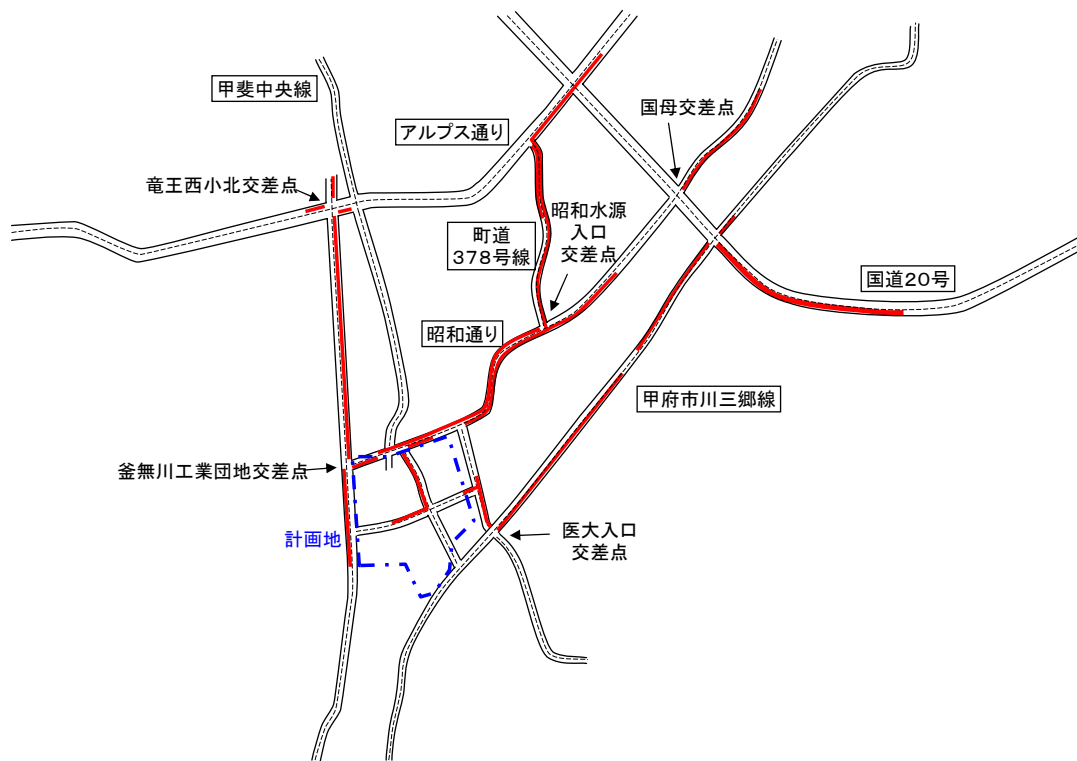 甲斐中央線
アルプス通り
国母交差点
竜王西小北交差点
昭和水源
入口
交差点
町道
378号線
国道20号
昭和通り
甲府市川三郷線
釜無川工業団地交差点
計画地
医大入口
交差点